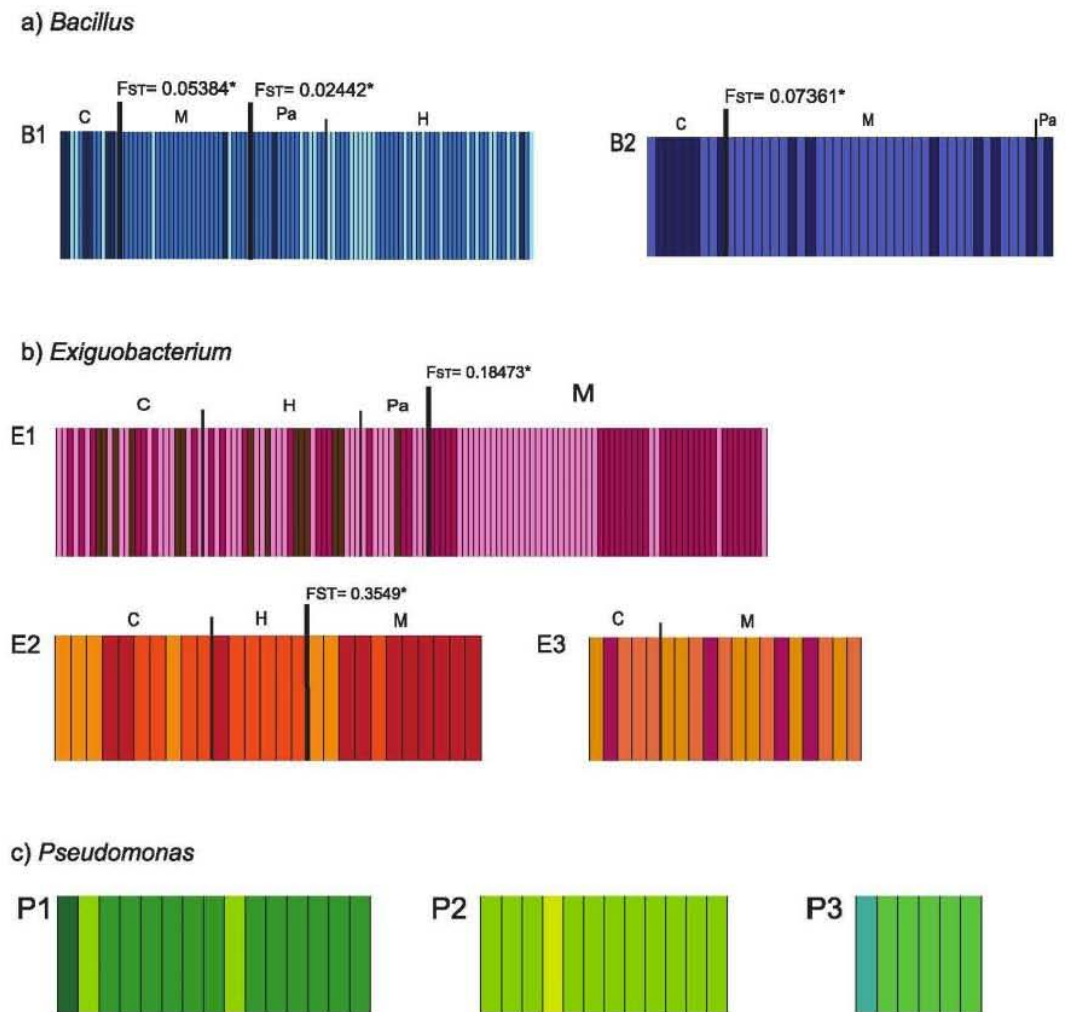 a) Bacillus
FST= 0.05384* FST= 0.02442* FST= 0.07361*
C M Pa H C M Pa
B1 B2
b) Exiguobacterium
FST= 0.18473*
C H Pa M
E1
FST= 0.3549*
C H M C M
E2 E3
c) Pseudomonas
P1 P2 P3